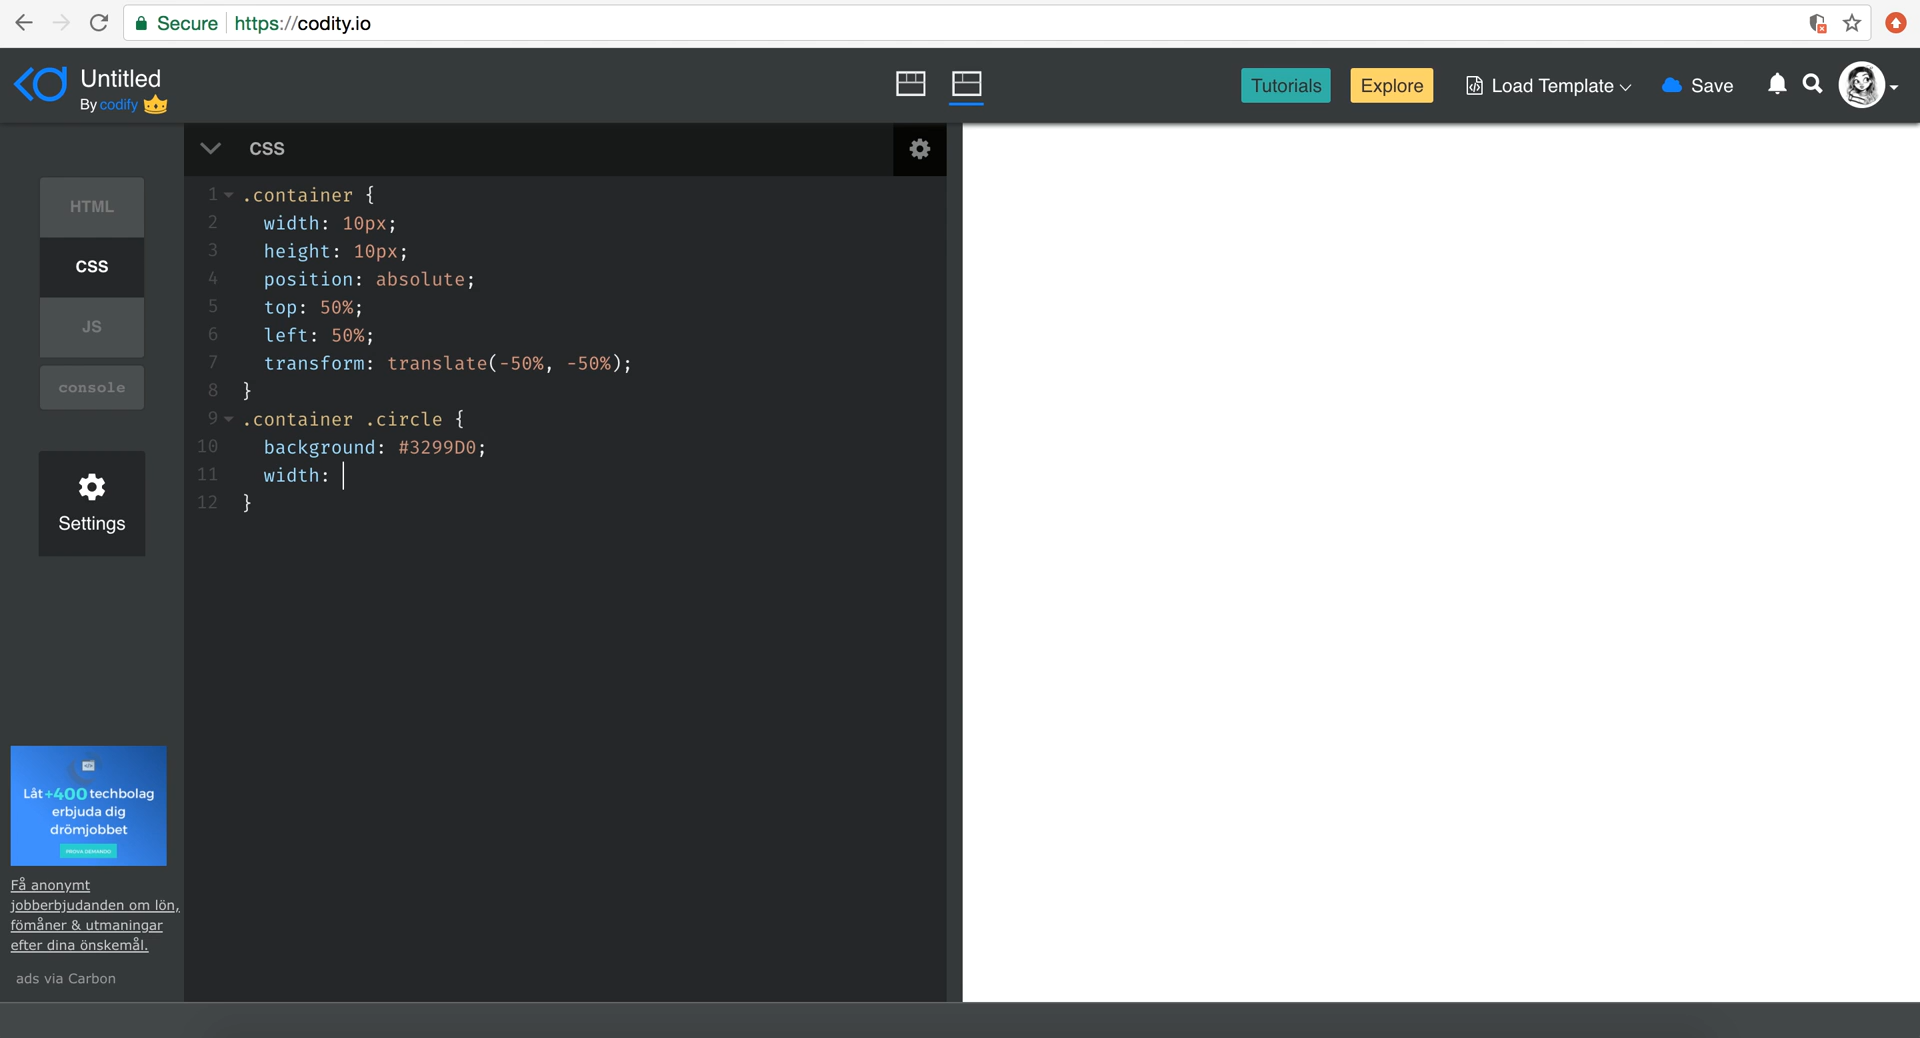 Secure https://codity.io
Untitled
By codify
Tutorials
Explore
Load Template
Save
CSS
HTML
CSS
JS
console
Settings
1 .container {
2 width: 10px;
3 height: 10px;
4 position: absolute;
5 top: 50%;
6 left: 50%;
7 transform: translate(-50%, -50%);
8 }
9 .container .circle {
10 background: #3299D0;
11 width:
12 }
Låt +400 techbolag
erbjuda dig
drömjobbet
PROVA DEMANDO
Få anonymt
jobberbjudanden om lön,
fömåner & utmaningar
efter dina önskemål.
ads via Carbon